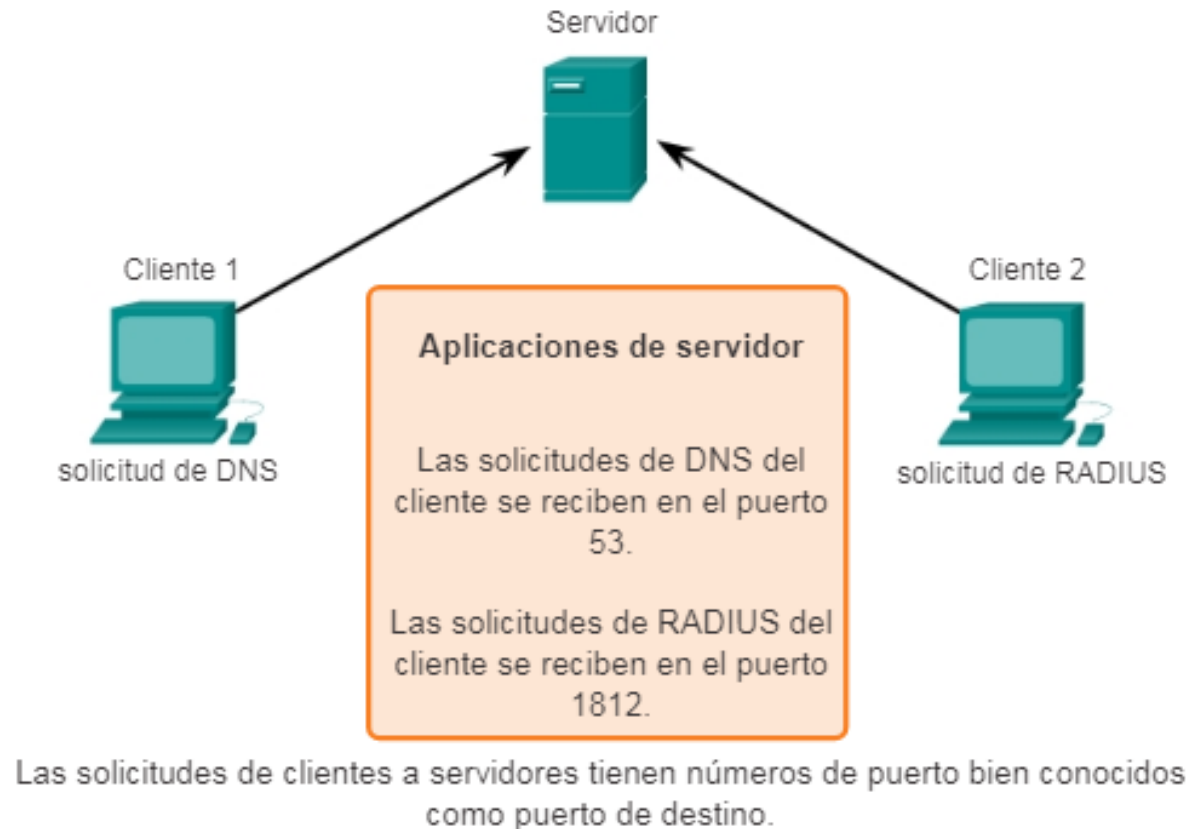 Servidor
Cliente 1
Cliente 2
solicitud de DNS
solicitud de RADIUS
Aplicaciones de servidor
Las solicitudes de DNS del
cliente se reciben en el puerto
53.
Las solicitudes de RADIUS del
cliente se reciben en el puerto
1812.
Las solicitudes de clientes a servidores tienen números de puerto bien conocidos
como puerto de destino.